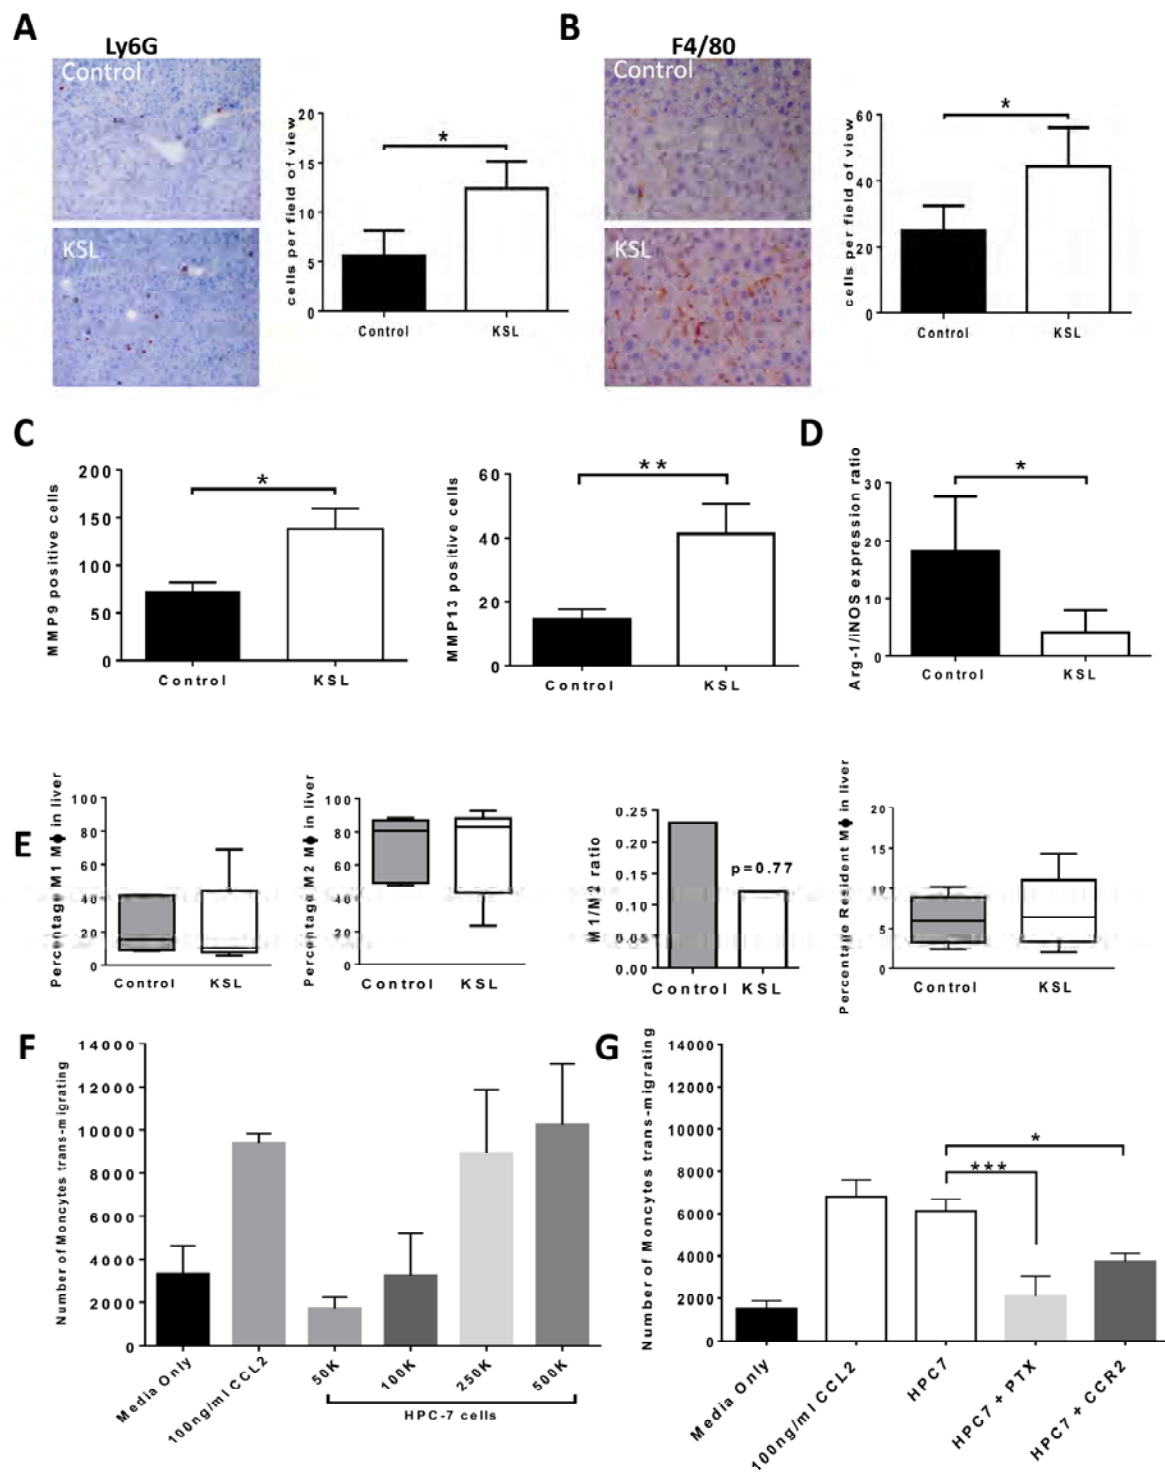 A
Ly6G
Control
KSL
20
15
10
5
0
cells per field of view
*
Control KSL
B
F4/80
Control
KSL
60
40
20
0
cells per field of view
*
Control KSL
C
MMP9 positive cells
200
150
100
50
0
*
Control KSL
MMP13 positive cells
60
40
20
0
**
Control KSL
D
Arg-1/iNOS expression ratio
30
20
10
0
*
Control KSL
E
Percentage M1 Mϕ in liver
100
80
60
40
20
0
Control KSL
Percentage M2 Mϕ in liver
100
80
60
40
20
0
Control KSL
M1/M2 ratio
0.25
0.20
0.15
0.10
0.05
0.00
p=0.77
Control KSL
Percentage Resident Mϕ in liver
20
15
10
5
0
Control KSL
F
Number of Moncytes trans-migrating
14000
12000
10000
8000
6000
4000
2000
0
Media Only
100ng/ml CCL2
50K
100K
250K
500K
HPC-7 cells
G
Number of Moncytes trans-migrating
14000
12000
10000
8000
6000
4000
2000
0
*
***
Media Only
100ng/ml CCL2
HPC7
HPC7 + PTX
HPC7 + CCR2